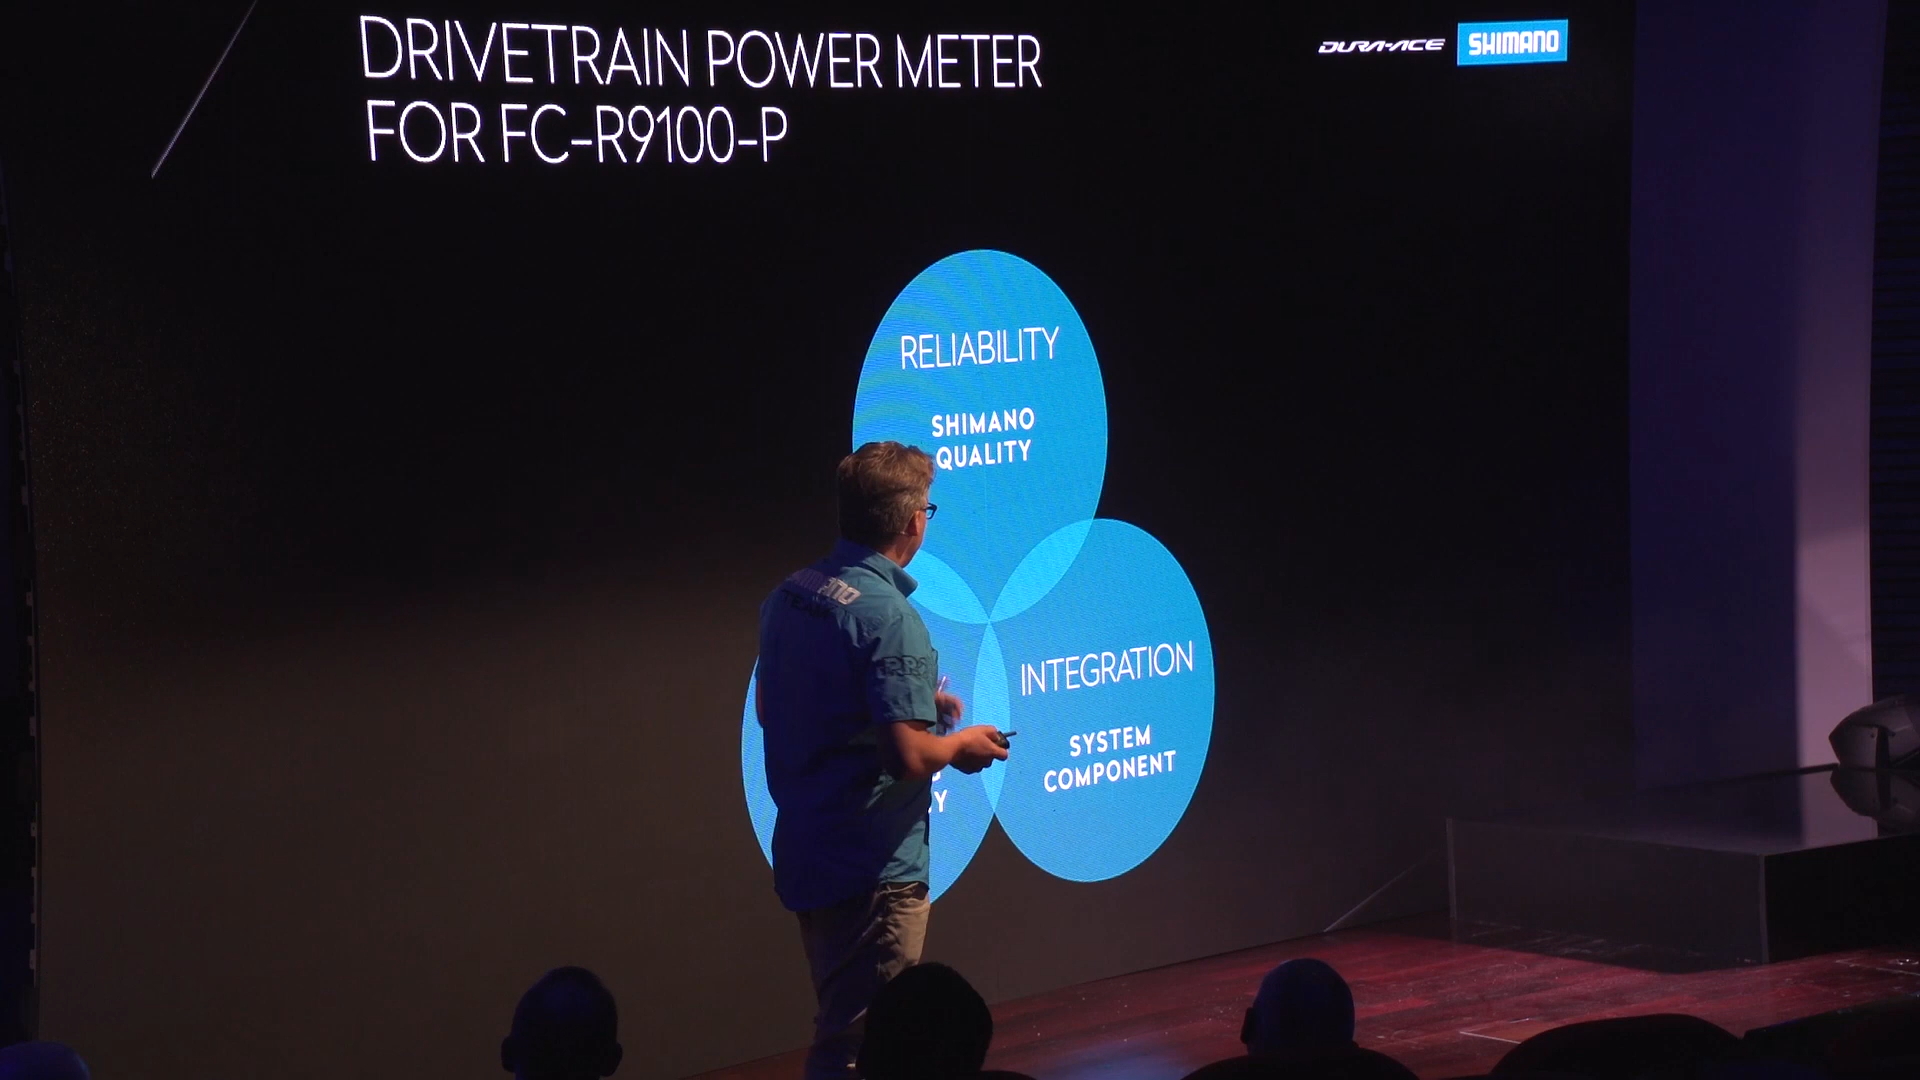 DRIVETRAIN POWER METER
FOR FC-R9100-P
DURA-ACE SHIMANO
RELIABILITY
SHIMANO
QUALITY
INTEGRATION
SYSTEM
COMPONENT